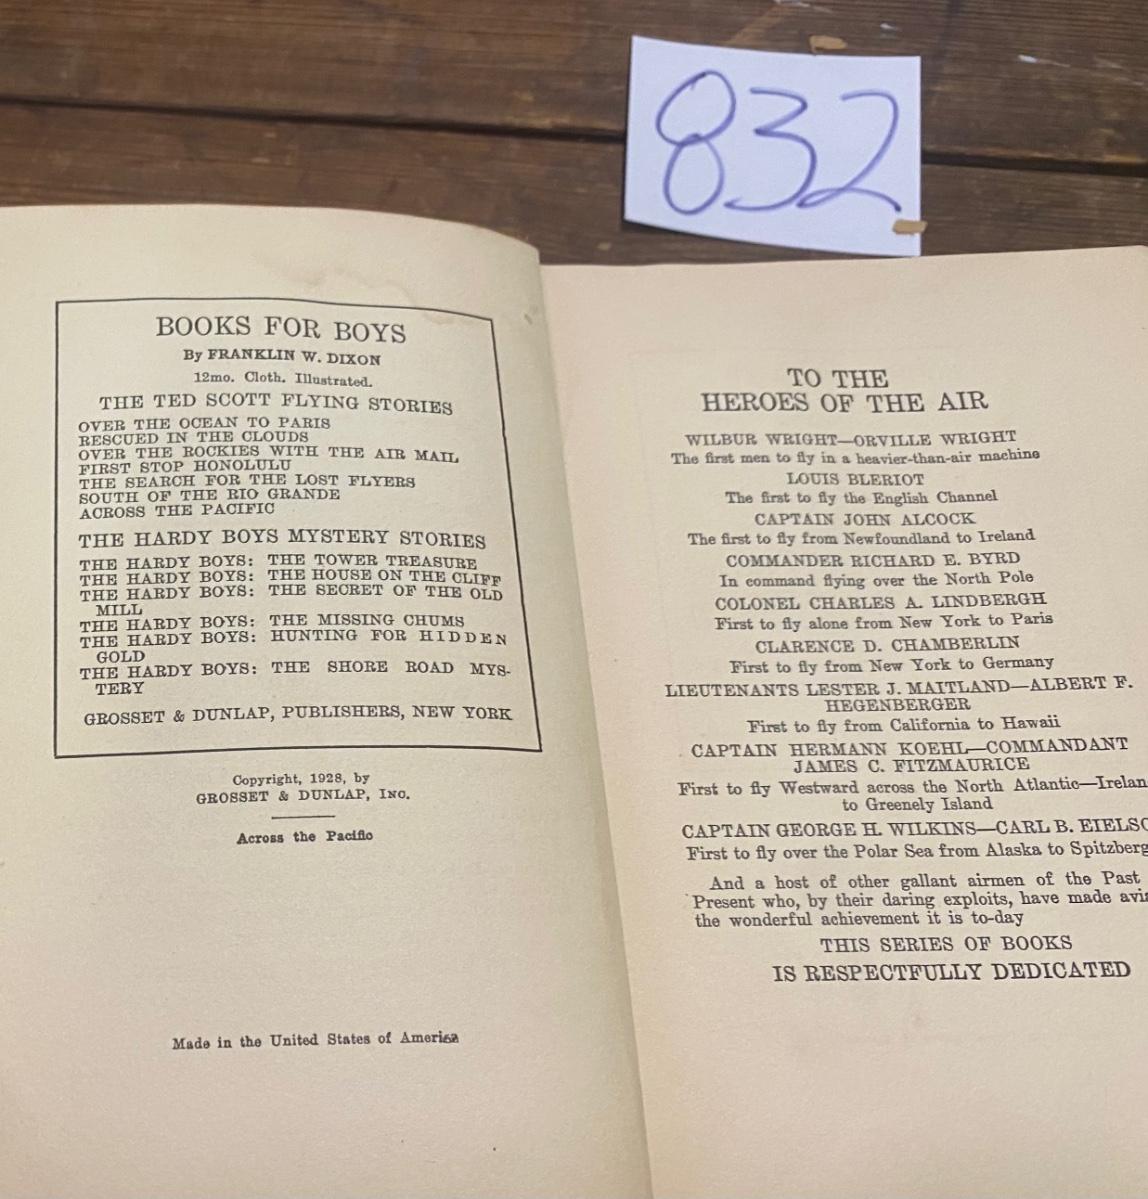 832
BOOKS FOR BOYS
By FRANKLIN W. DIXON
12mo. Cloth. Illustrated.
THE TED SCOTT FLYING STORIES
OVER THE OCEAN TO PARIS
RESCUED IN THE CLOUDS
OVER THE ROCKIES WITH THE AIR MAIL
FIRST STOP HONOLULU
THE SEARCH FOR THE LOST FLYERS
SOUTH OF THE RIO GRANDE
ACROSS THE PACIFIC
THE HARDY BOYS MYSTERY STORIES
THE HARDY BOYS: THE TOWER TREASURE
THE HARDY BOYS: THE HOUSE ON THE CLIFF
THE HARDY BOYS: THE SECRET OF THE OLD
MILL
THE HARDY BOYS: THE MISSING CHUMS
THE HARDY BOYS: HUNTING FOR HIDDEN
GOLD
THE HARDY BOYS: THE SHORE ROAD MYS-
TERY
GROSSET & DUNLAP, PUBLISHERS, NEW YORK
Copyright, 1928, by
GROSSET & DUNLAP, INC.
Across the Pacific
Made in the United States of America
TO THE
HEROES OF THE AIR
WILBUR WRIGHT—ORVILLE WRIGHT
The first men to fly in a heavier-than-air machine
LOUIS BLERIOT
The first to fly the English Channel
CAPTAIN JOHN ALCOCK
The first to fly from Newfoundland to Ireland
COMMANDER RICHARD E. BYRD
In command flying over the North Pole
COLONEL CHARLES A. LINDBERGH
First to fly alone from New York to Paris
CLARENCE D. CHAMBERLIN
First to fly from New York to Germany
LIEUTENANTS LESTER J. MAITLAND—ALBERT F.
HEGENBERGER
First to fly from California to Hawaii
CAPTAIN HERMANN KOEHL—COMMANDANT
JAMES C. FITZMAURICE
First to fly Westward across the North Atlantic—Irelan
to Greenely Island
CAPTAIN GEORGE H. WILKINS—CARL B. EIELSO
First to fly over the Polar Sea from Alaska to Spitzberg
And a host of other gallant airmen of the Past
Present who, by their daring exploits, have made avi
the wonderful achievement it is to-day
THIS SERIES OF BOOKS
IS RESPECTFULLY DEDICATED